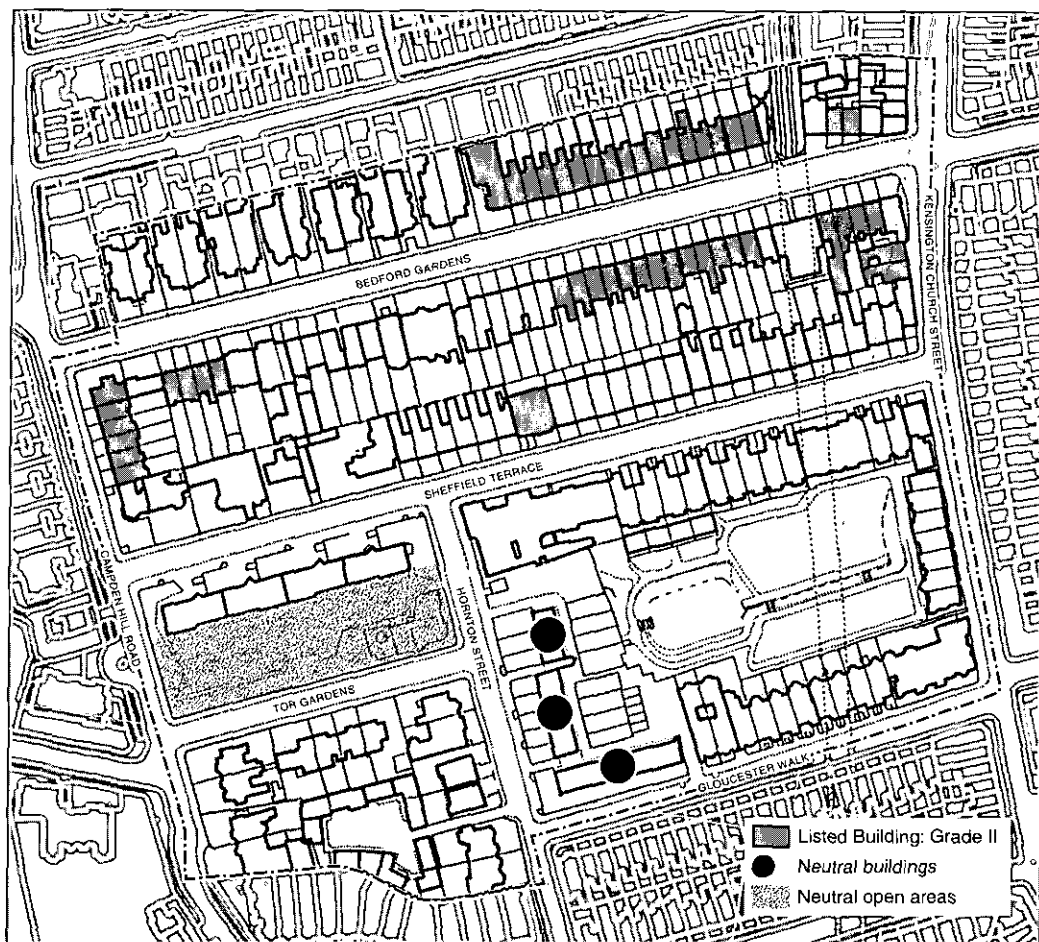 BEDFORD GARDENS
KENSINGTON CHURCH STREET
SHEFFIELD TERRACE
CAMPDEN HILL ROAD
HORNTON STREET
TOR GARDENS
GLOUCESTER WALK
Listed Building: Grade II
Neutral buildings
Neutral open areas